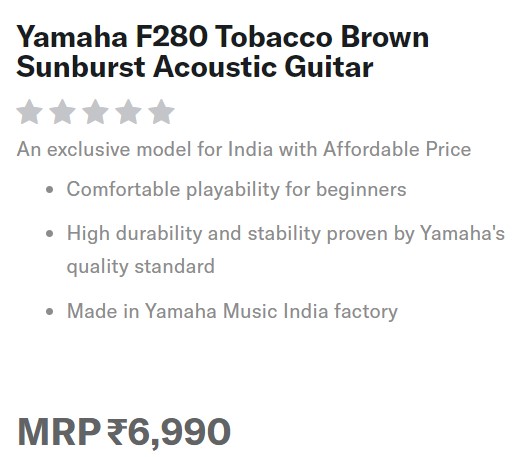 Yamaha F280 Tobacco Brown
Sunburst Acoustic Guitar
An exclusive model for India with Affordable Price
• Comfortable playability for beginners
• High durability and stability proven by Yamaha's
quality standard
• Made in Yamaha Music India factory
MRP ₹6,990